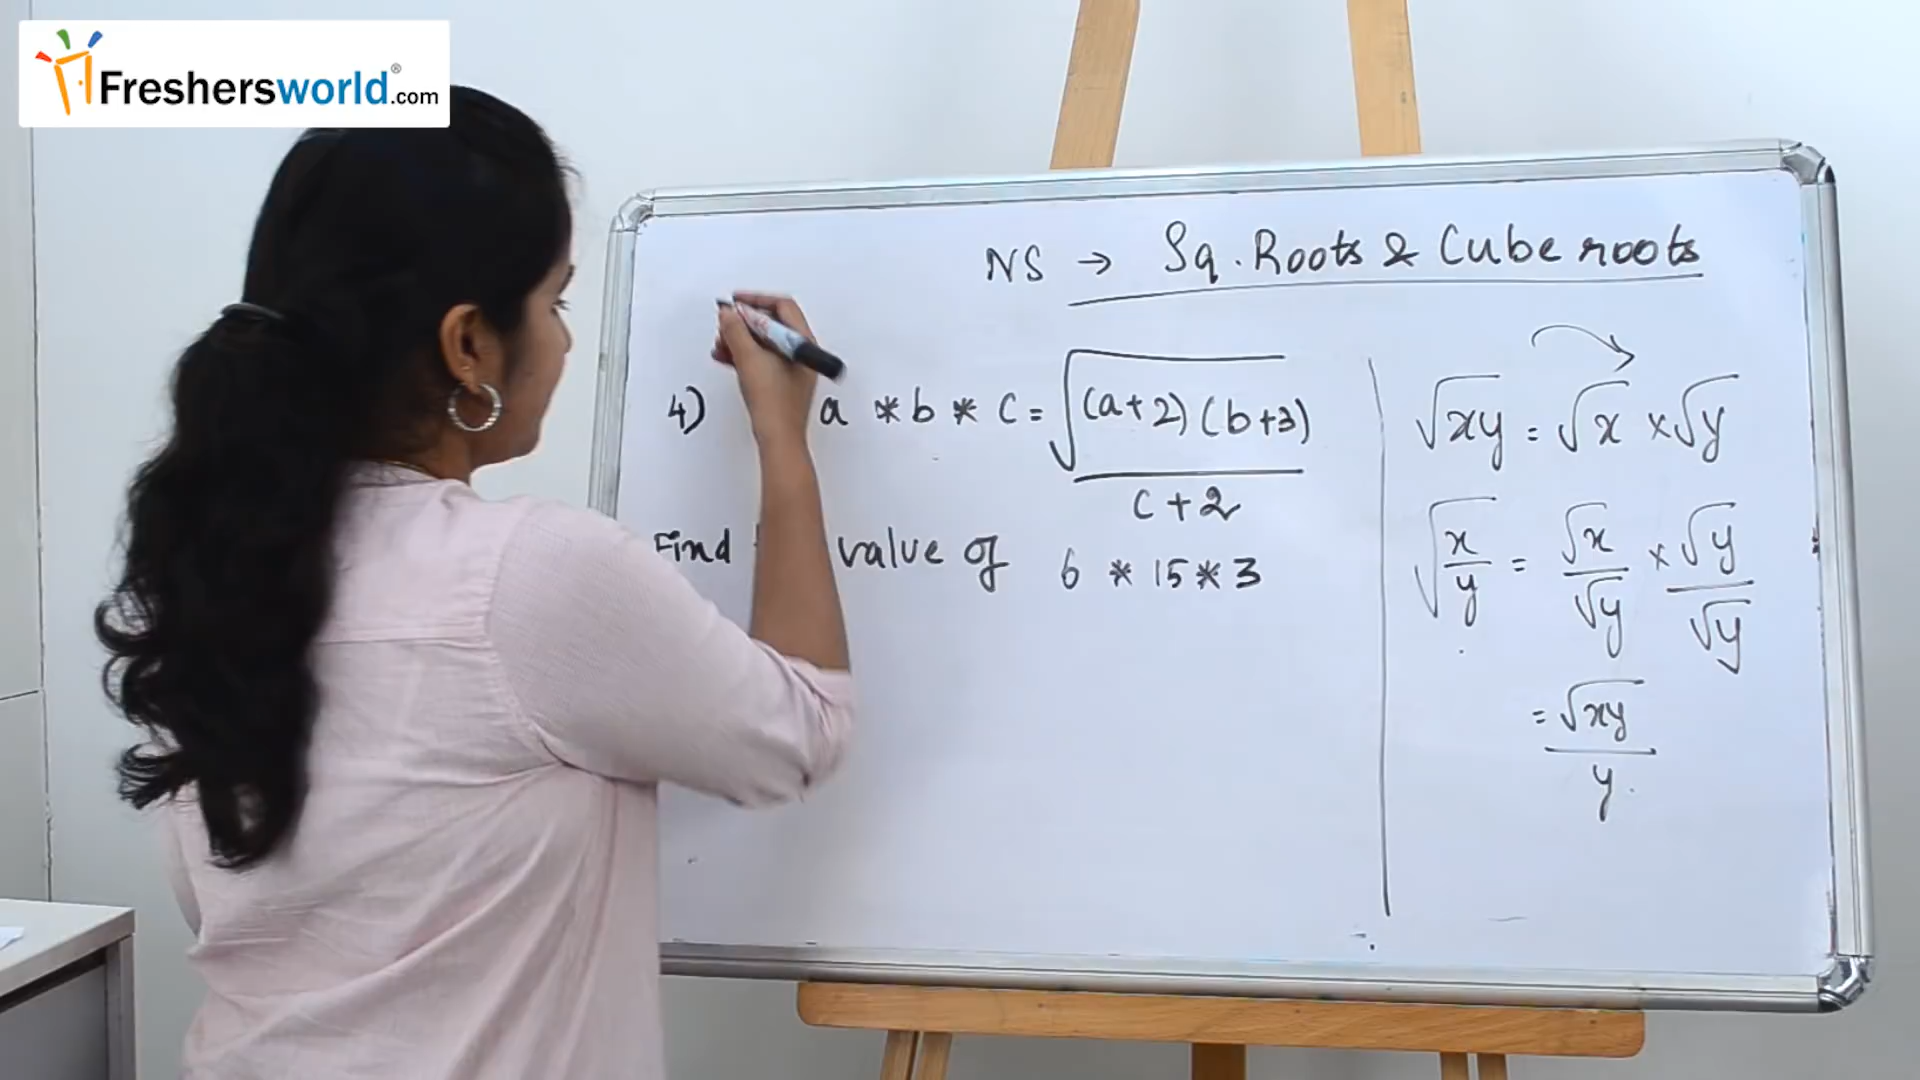 Freshersworld.com
NS → Sq. Roots & Cube roots
4) a * b * c = √(a+2)(b+3)
c + 2
Find value of 6 * 15 * 3
√xy = √x × √y
√x/y = √x/√y × √y/√y
= √xy
y.